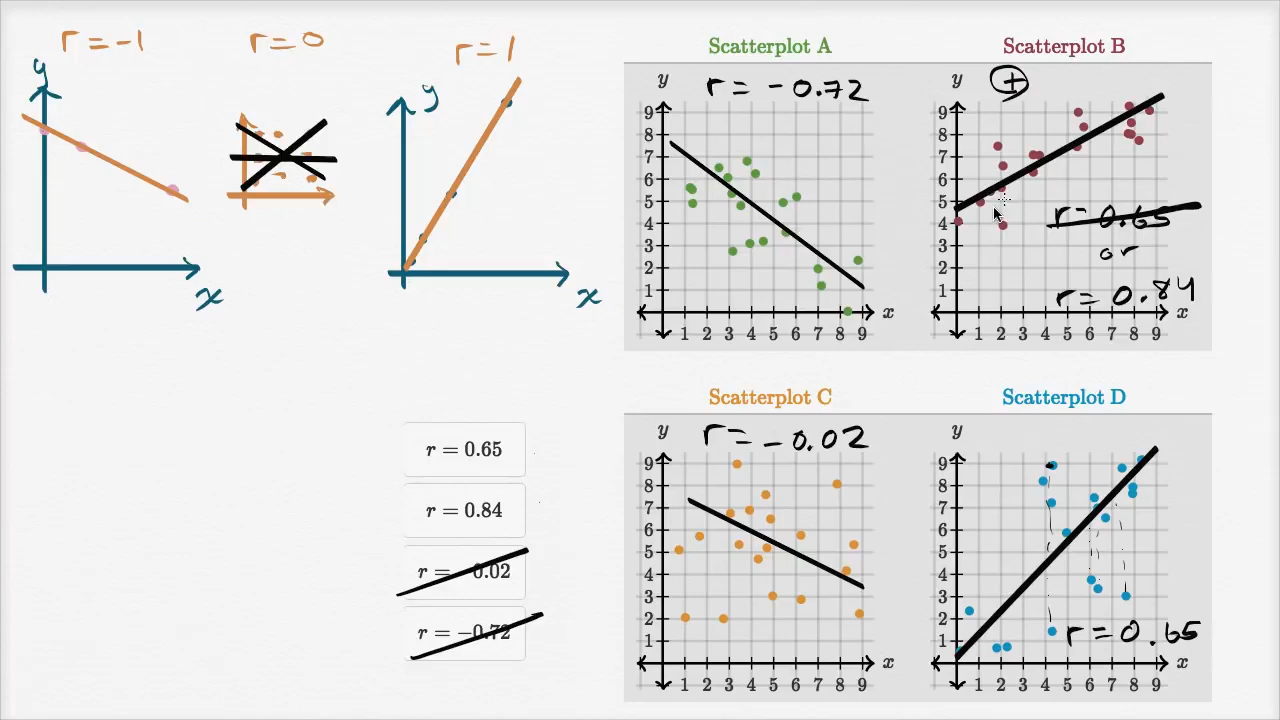 r = -1
r = 0
r = 1
y
x
y
x
r = 0.65
r = 0.84
r = -0.02
r = -0.72
Scatterplot A
y
r = -0.72
9
8
7
6
5
4
3
2
1
x
1 2 3 4 5 6 7 8 9
Scatterplot B
y
+
9
8
7
6
5
4
3
2
1
r = 0.65
or
r = 0.84
x
1 2 3 4 5 6 7 8 9
Scatterplot C
y
r = -0.02
9
8
7
6
5
4
3
2
1
x
1 2 3 4 5 6 7 8 9
Scatterplot D
y
9
8
7
6
5
4
3
2
1
r = 0.65
x
1 2 3 4 5 6 7 8 9